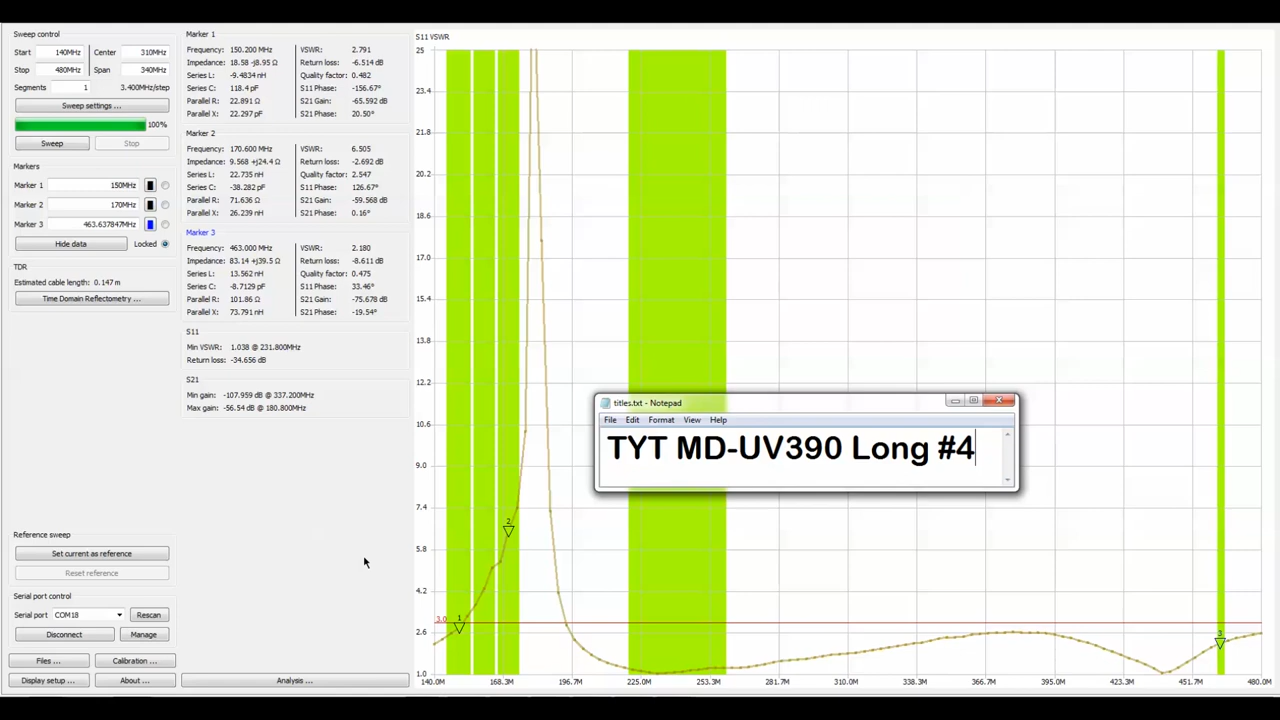 Sweep control
Start 140MHz Center 310MHz
Stop 480MHz Span 340MHz
Segments 1 3.400MHz/step
Sweep settings ...
100%
Sweep Stop
Markers
Marker 1 150MHz
Marker 2 170MHz
Marker 3 463.637847MHz
Hide data Locked
TDR
Estimated cable length: 0.147 m
Time Domain Reflectometry ...
Reference sweep
Set current as reference
Reset reference
Serial port control
Serial port COM18 Rescan
Disconnect Manage
Files ... Calibration ...
Display setup ... About ...
Marker 1
Frequency: 150.200 MHz VSWR: 2.791
Impedance: 18.58 -j8.95 Ω Return loss: -6.514 dB
Series L: -9.4834 nH Quality factor: 0.482
Series C: 118.4 pF S11 Phase: -156.67°
Parallel R: 22.891 Ω S21 Gain: -65.592 dB
Parallel X: 22.297 pF S21 Phase: 20.50°
Marker 2
Frequency: 170.600 MHz VSWR: 6.505
Impedance: 9.568 +j24.4 Ω Return loss: -2.692 dB
Series L: 22.735 nH Quality factor: 2.547
Series C: -38.282 pF S11 Phase: 126.67°
Parallel R: 71.636 Ω S21 Gain: -59.568 dB
Parallel X: 26.239 nH S21 Phase: 0.16°
Marker 3
Frequency: 463.000 MHz VSWR: 2.180
Impedance: 83.14 +j39.5 Ω Return loss: -8.611 dB
Series L: 13.562 nH Quality factor: 0.475
Series C: -8.7129 pF S11 Phase: 33.46°
Parallel R: 101.86 Ω S21 Gain: -75.678 dB
Parallel X: 73.791 nH S21 Phase: -19.54°
S11
Min VSWR: 1.038 @ 231.800MHz
Return loss: -34.656 dB
S21
Min gain: -107.959 dB @ 337.200MHz
Max gain: -56.54 dB @ 180.800MHz
Analysis ...
S11 VSWR
25
23.4
21.8
20.2
18.6
17.0
15.4
13.8
12.2
10.6
9.0
7.4
5.8
4.2
3.0
2.6
1.0
1
2
3
140.0M 168.3M 196.7M 225.0M 253.3M 281.7M 310.0M 338.3M 366.7M 395.0M 423.3M 451.7M 480.0M
titles.txt - Notepad
File Edit Format View Help
TYT MD-UV390 Long #4